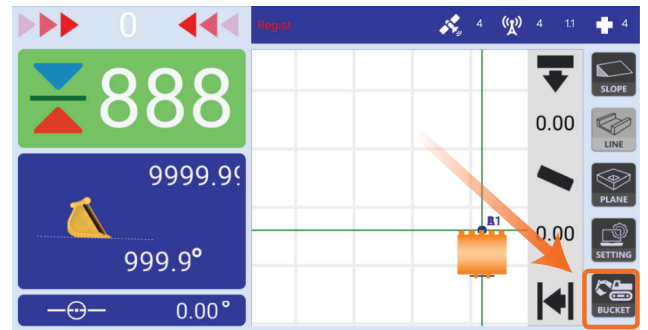 0
Regist
4
4
1.1
4
888
9999.9
999.9°
0.00°
0.00
0.00
SLOPE
LINE
PLANE
SETTING
BUCKET